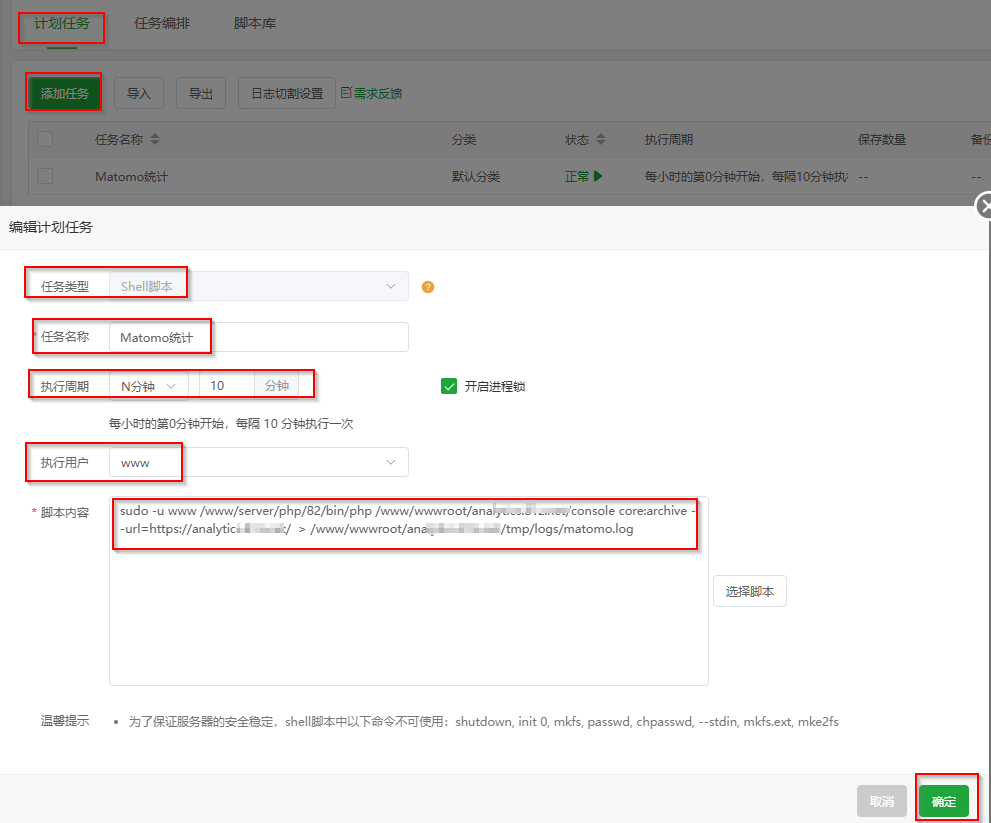 计划任务 任务编排 脚本库
添加任务 导入 导出 日志切割设置 需求反馈
任务名称 分类 状态 执行周期 保存数量 备份
Matomo统计 默认分类 正常 每小时的第0分钟开始，每隔10分钟执行 -- --
编辑计划任务
任务类型 Shell脚本 ?
* 任务名称 Matomo统计
执行周期 N分钟 10 分钟 开启进程锁
每小时的第0分钟开始，每隔 10 分钟执行一次
执行用户 www
* 脚本内容 sudo -u www /www/server/php/82/bin/php /www/wwwroot/ /console core:archive -
-url=https://analytic / > /www/wwwroot/ana /tmp/logs/matomo.log
选择脚本
温馨提示 • 为了保证服务器的安全稳定，shell脚本中以下命令不可使用：shutdown, init 0, mkfs, passwd, chpasswd, --stdin, mkfs.ext, mke2fs
取消 确定